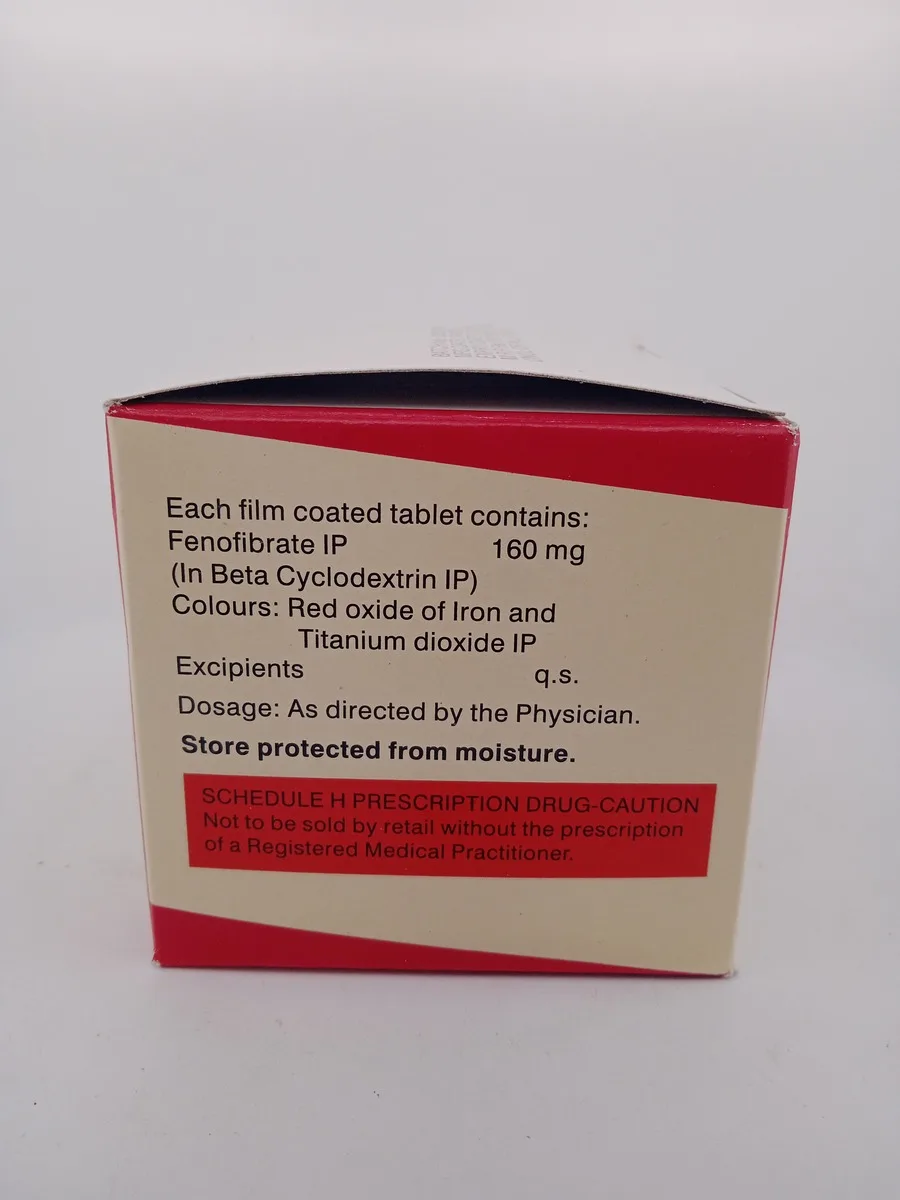 Each film coated tablet contains:
Fenofibrate IP 160 mg
(In Beta Cyclodextrin IP)
Colours: Red oxide of Iron and
Titanium dioxide IP
Excipients q.s.
Dosage: As directed by the Physician.
Store protected from moisture.
SCHEDULE H PRESCRIPTION DRUG-CAUTION
Not to be sold by retail without the prescription
of a Registered Medical Practitioner.